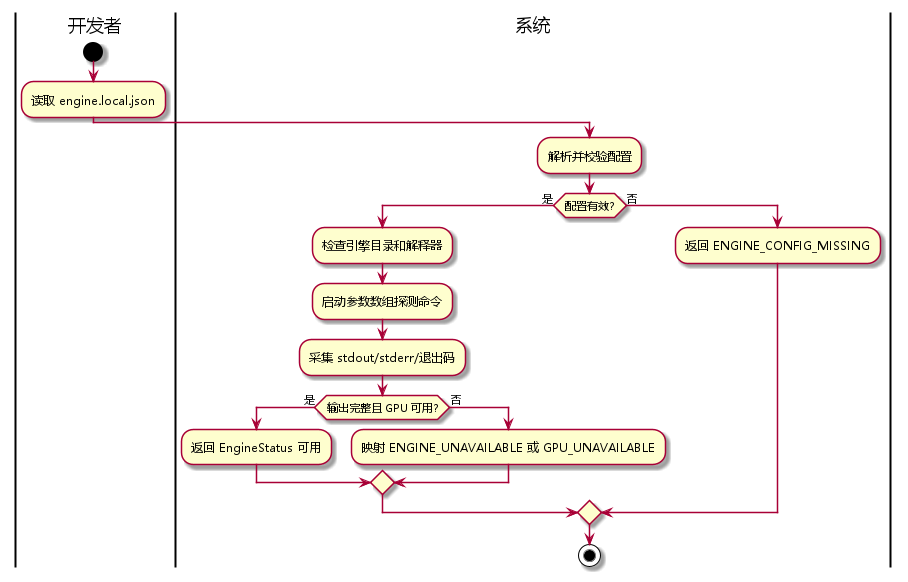 开发者
系统
读取 engine.local.json
解析并校验配置
配置有效?
是
否
检查引擎目录和解释器
返回 ENGINE_CONFIG_MISSING
启动参数数组探测命令
采集 stdout/stderr/退出码
输出完整且 GPU 可用?
是
否
返回 EngineStatus 可用
映射 ENGINE_UNAVAILABLE 或 GPU_UNAVAILABLE